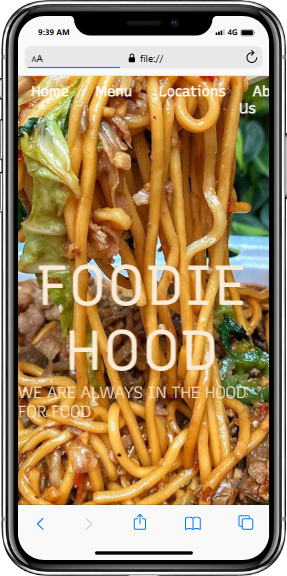 9:39 AM
4G
AA
file://
Home Menu Locations Ab
Us
FOODIE
HOOD
WE ARE ALWAYS IN THE HOOD
FOR FOOD